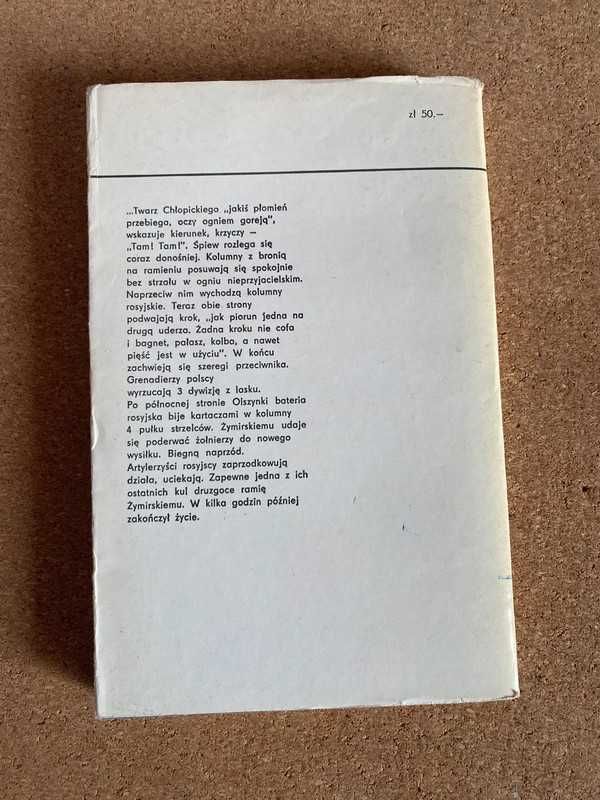 zł 50.—
...Twarz Chłopickiego „jakiś płomień
przebiega, oczy ogniem goreją",
wskazuje kierunek, krzyczy —
„Tam! Tam!". Śpiew rozlega się
coraz donośniej. Kolumny z bronią
na ramieniu posuwają się spokojnie
bez strzału w ogniu nieprzyjacielskim.
Naprzeciw nim wychodzą kolumny
rosyjskie. Teraz obie strony
podwajają krok, „jak piorun jedna na
drugą uderza. Żadna kroku nie cofa
i bagnet, pałasz, kolba, a nawet
pięść jest w użyciu". W końcu
zachwieją się szeregi przeciwnika.
Grenadierzy polscy
wyrzucają 3 dywizję z lasku.
Po północnej stronie Olszynki bateria
rosyjska bije kartaczami w kolumny
4 pułku strzelców. Żymirskiemu udaje
się poderwać żołnierzy do nowego
wysiłku. Biegną naprzód.
Artylerzyści rosyjscy zaprzodkowują
działa, uciekają. Zapewne jedna z ich
ostatnich kul druzgoce ramię
Żymirskiemu. W kilka godzin później
zakończył życie.